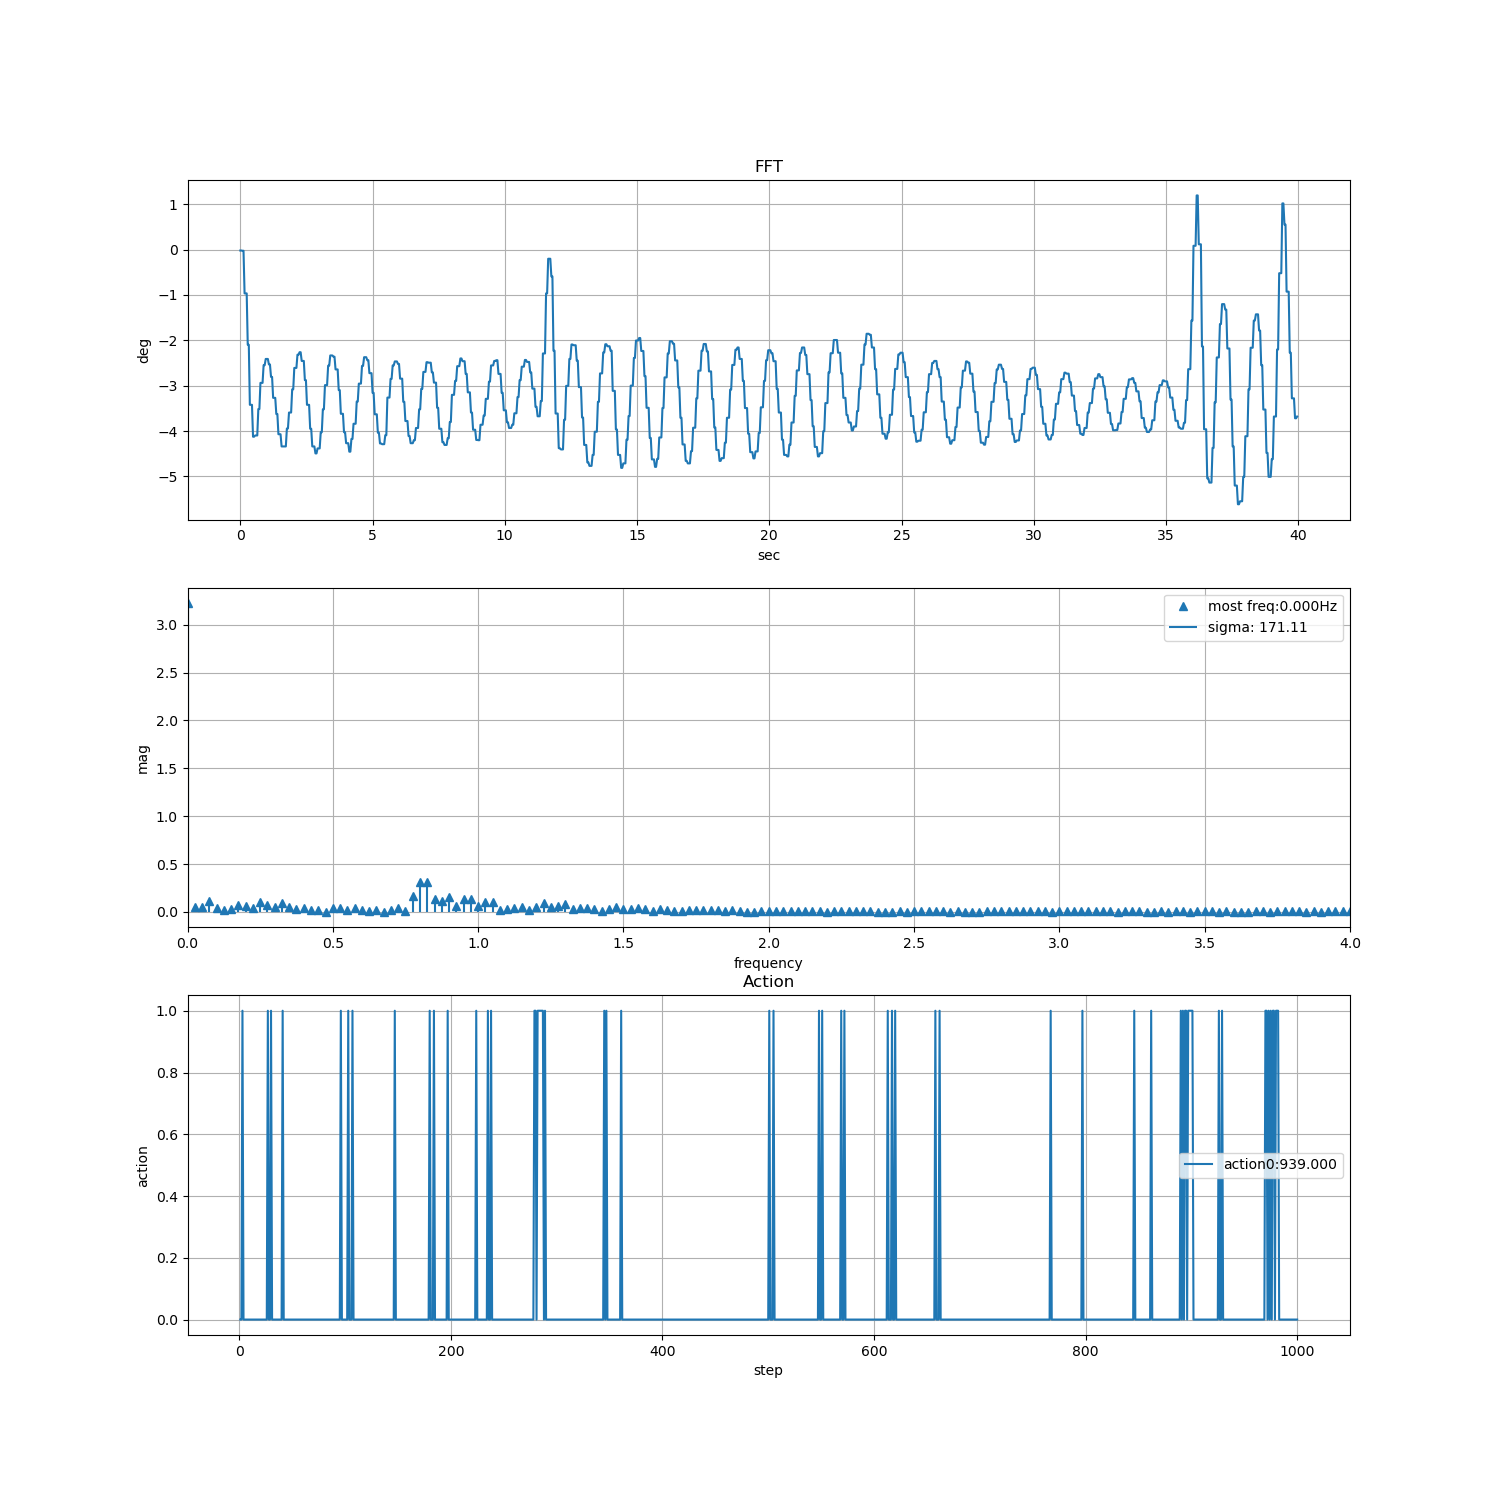 FFT
1
0
−1
−2
−3
−4
−5
deg
0 5 10 15 20 25 30 35 40
sec
most freq:0.000Hz
sigma: 171.11
3.0
2.5
2.0
1.5
1.0
0.5
0.0
mag
0.0 0.5 1.0 1.5 2.0 2.5 3.0 3.5 4.0
frequency
Action
1.0
0.8
0.6
0.4
0.2
0.0
action
action0:939.000
0 200 400 600 800 1000
step